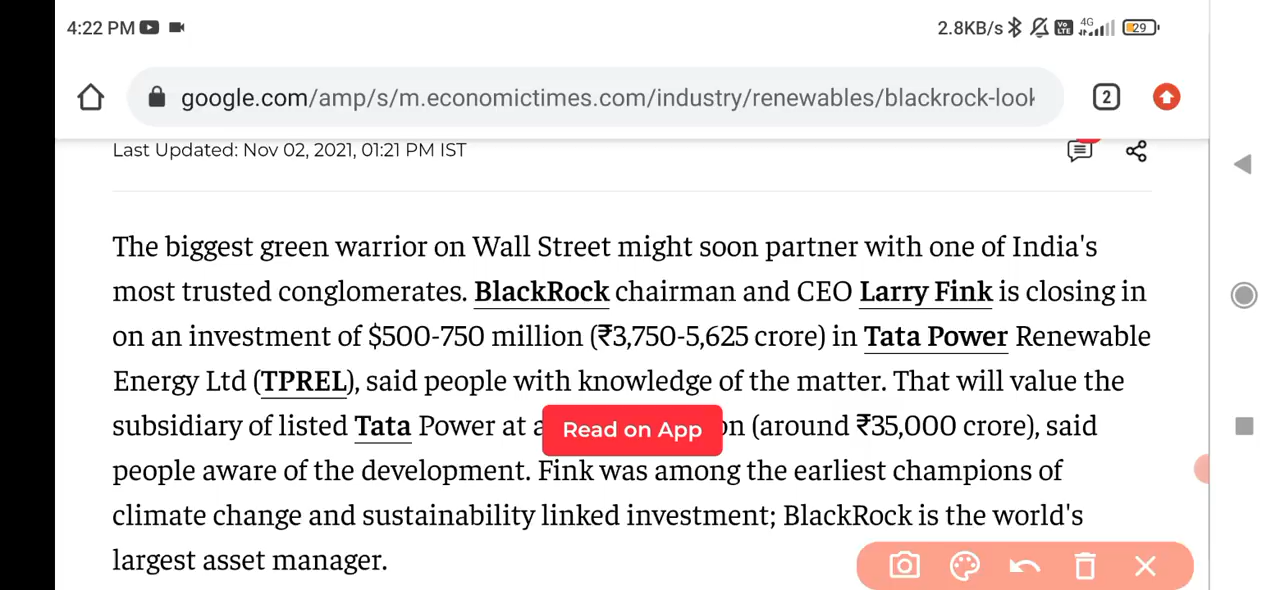 4:22 PM
2.8KB/s 4G 29
google.com/amp/s/m.economictimes.com/industry/renewables/blackrock-look
2
Last Updated: Nov 02, 2021, 01:21 PM IST
The biggest green warrior on Wall Street might soon partner with one of India's
most trusted conglomerates. BlackRock chairman and CEO Larry Fink is closing in
on an investment of $500-750 million (₹3,750-5,625 crore) in Tata Power Renewable
Energy Ltd (TPREL), said people with knowledge of the matter. That will value the
subsidiary of listed Tata Power at (around ₹35,000 crore), said
Read on App
people aware of the development. Fink was among the earliest champions of
climate change and sustainability linked investment; BlackRock is the world's
largest asset manager.